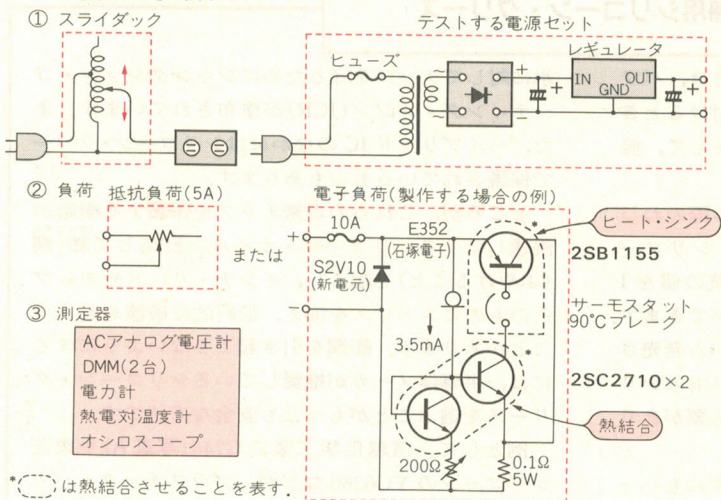 ① スライダック
テストする電源セット
ヒューズ
レギュレータ
IN OUT
GND
+ + +
~
~
−
② 負荷 抵抗負荷(5A)
または
電子負荷(製作する場合の例)
+
−
10A
E352
(石塚電子)
S2V10
(新電元)
3.5mA
200Ω
0.1Ω
5W
*
*
ヒート・シンク
2SB1155
サーモスタット
90℃ブレーク
2SC2710×2
熱結合
③ 測定器
ACアナログ電圧計
DMM(2台)
電力計
熱電対温度計
オシロスコープ
* は熱結合させることを表す.